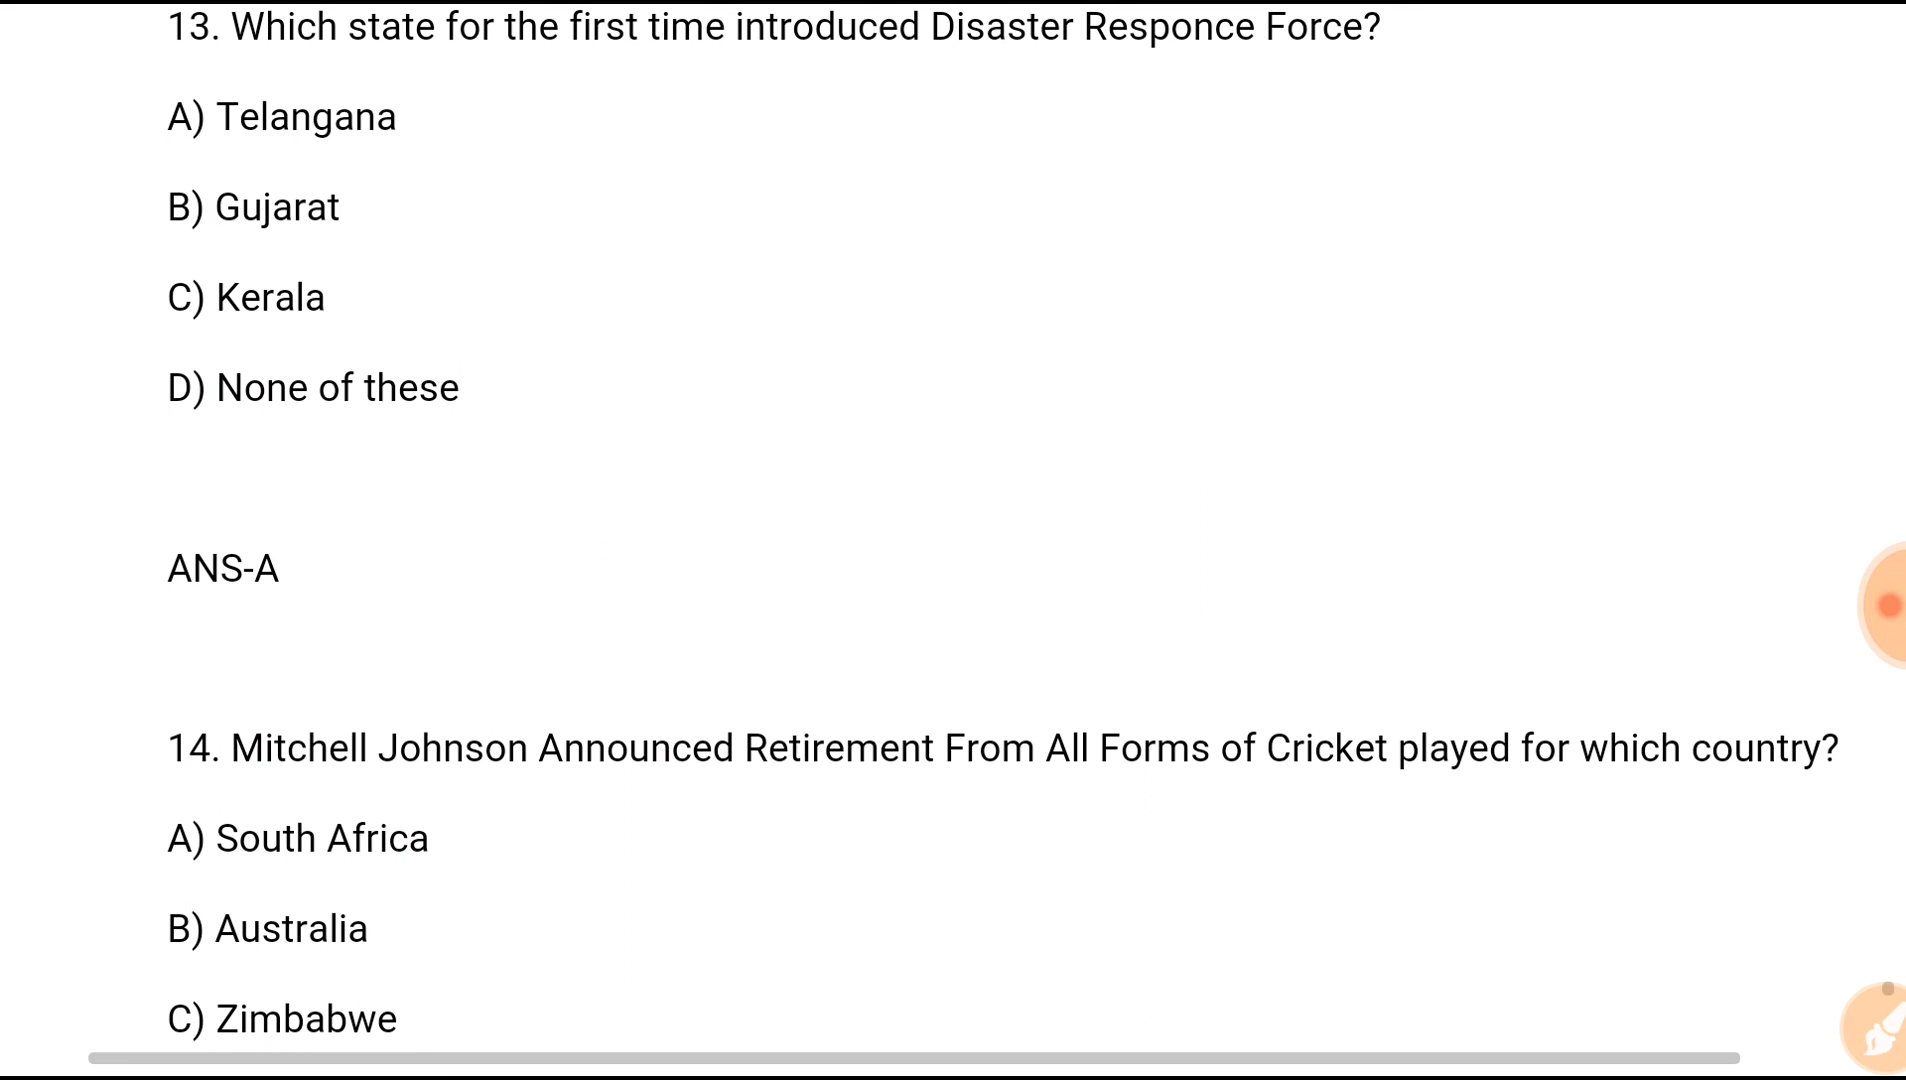 13. Which state for the first time introduced Disaster Responce Force?
A) Telangana
B) Gujarat
C) Kerala
D) None of these
ANS-A
14. Mitchell Johnson Announced Retirement From All Forms of Cricket played for which country?
A) South Africa
B) Australia
C) Zimbabwe